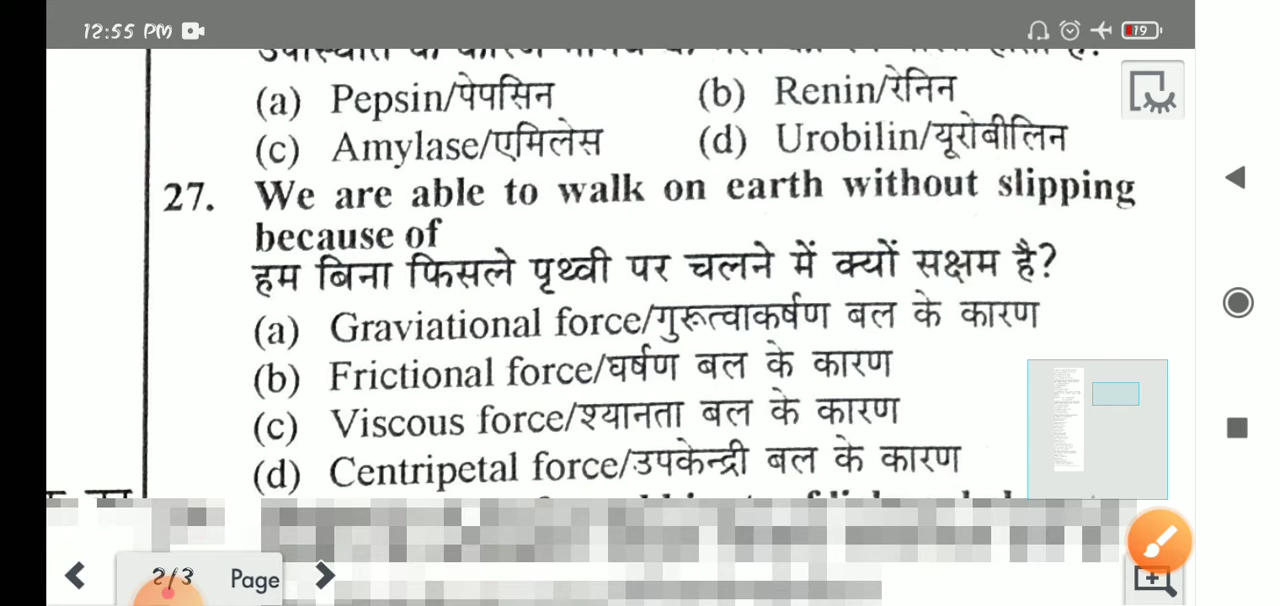 12:55 PM
19
(a) Pepsin/पेपसिन (b) Renin/रेनिन
(c) Amylase/एमिलेस (d) Urobilin/यूरोबीलिन
27. We are able to walk on earth without slipping
because of
हम बिना फिसले पृथ्वी पर चलने में क्यों सक्षम है?
(a) Graviational force/गुरूत्वाकर्षण बल के कारण
(b) Frictional force/घर्षण बल के कारण
(c) Viscous force/श्यानता बल के कारण
(d) Centripetal force/उपकेन्द्री बल के कारण
2/3 Page